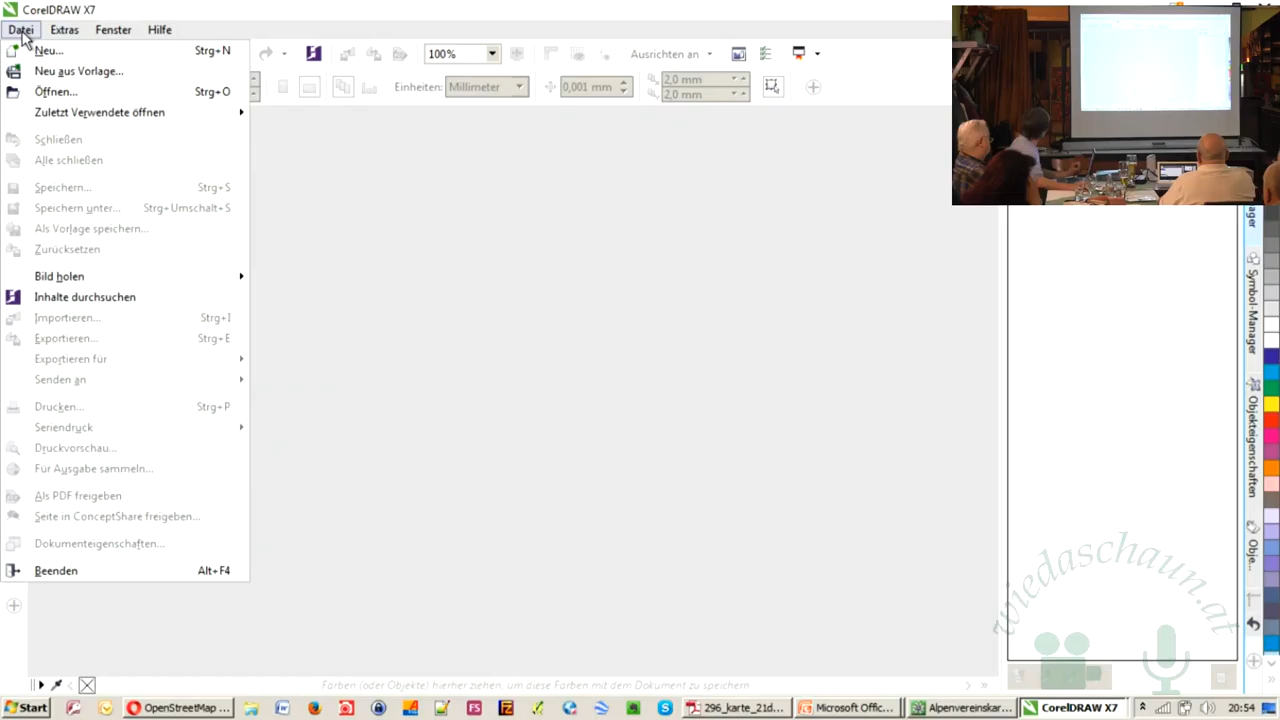 CorelDRAW X7
Datei Extras Fenster Hilfe
Neu... Strg+N
Neu aus Vorlage...
Öffnen... Strg+O
Zuletzt Verwendete öffnen
Schließen
Alle schließen
Speichern... Strg+S
Speichern unter... Strg+Umschalt+S
Als Vorlage speichern...
Zurücksetzen
Bild holen
Inhalte durchsuchen
Importieren... Strg+I
Exportieren... Strg+E
Exportieren für
Senden an
Drucken... Strg+P
Seriendruck
Druckvorschau...
Für Ausgabe sammeln...
Als PDF freigeben
Seite in ConceptShare freigeben...
Dokumenteigenschaften...
Beenden Alt+F4
100% Ausrichten an
Einheiten: Millimeter 0,001 mm 2,0 mm
2,0 mm
Symbol-Manager
Objekteigenschaften
Obje...
wiedaschaun.at
Farben (oder Objekte) hierher ziehen, um diese Farben mit dem Dokument zu speichern
Start OpenStreetMap ... 296_karte_21d... Microsoft Offic... Alpenvereinskar... CorelDRAW X7 20:54